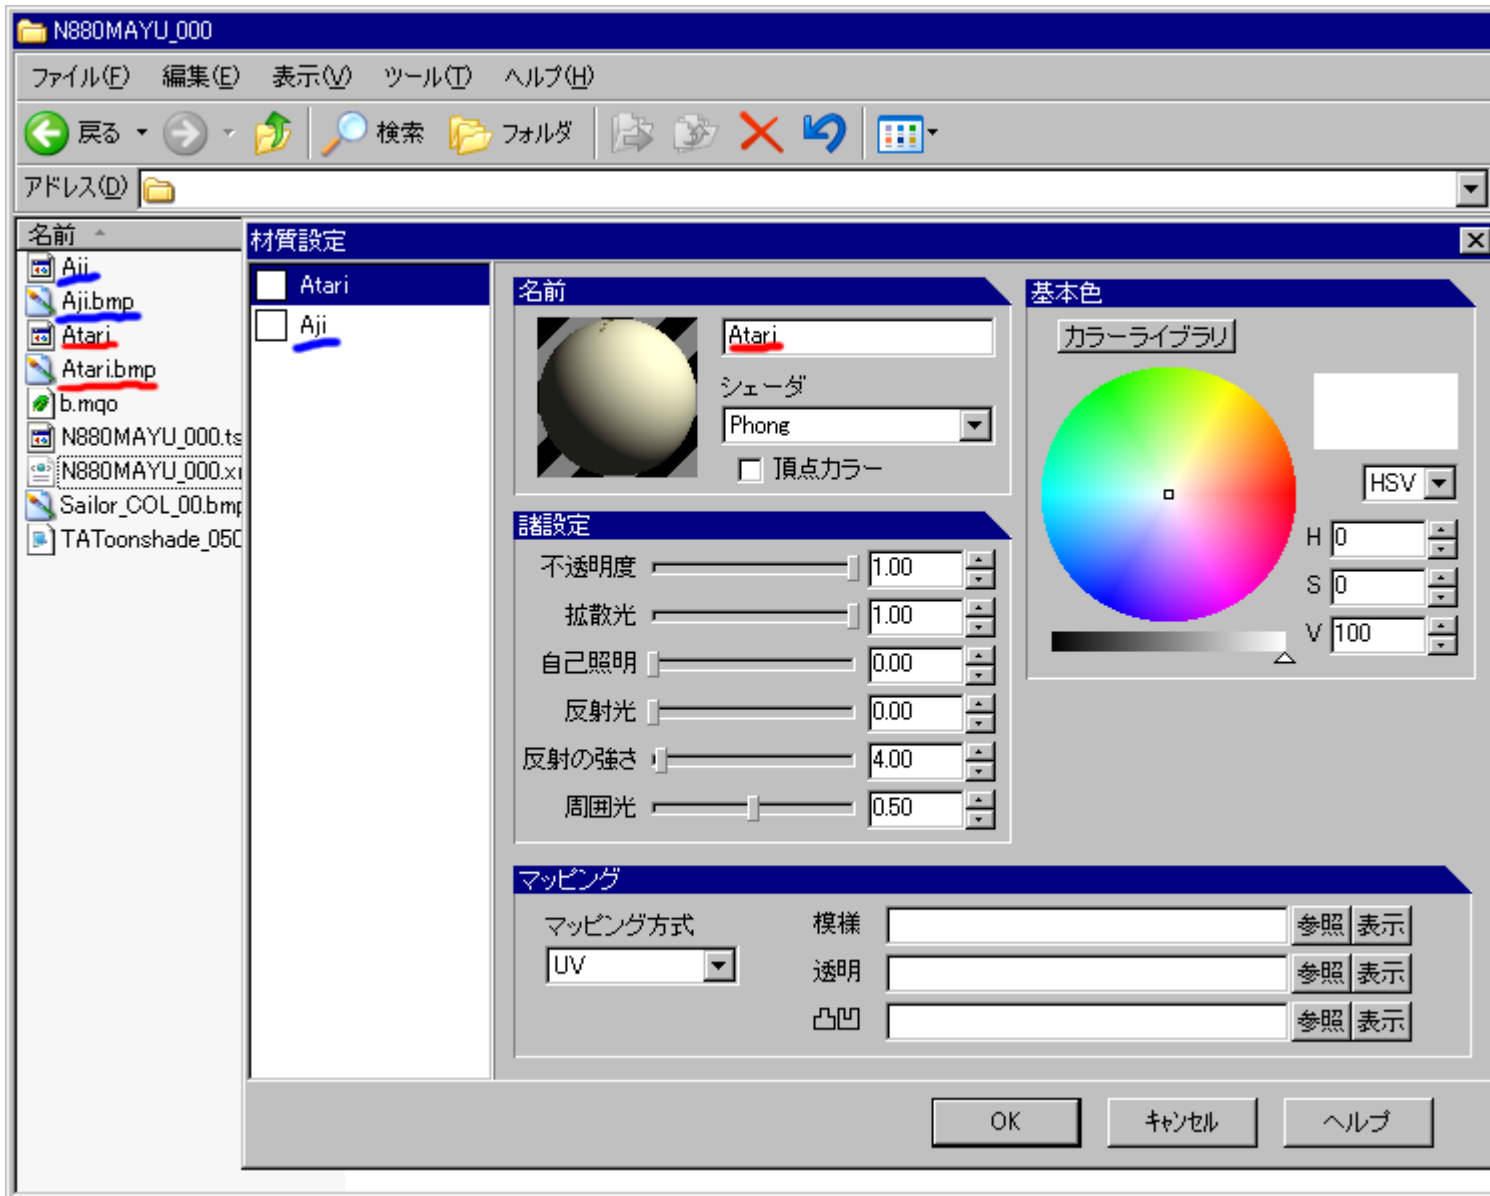 N880MAYU_000
ファイル(F) 編集(E) 表示(V) ツール(T) ヘルプ(H)
戻る 検索 フォルダ
アドレス(D)
名前
Aji
Aji.bmp
Atari
Atari.bmp
b.mqo
N880MAYU_000.ts
N880MAYU_000.x
Sailor_COL_00.bmp
TAToonshade_050
材質設定
Atari
Aji
名前
Atari
シェーダ
Phong
頂点カラー
諸設定
不透明度 1.00
拡散光 1.00
自己照明 0.00
反射光 0.00
反射の強さ 4.00
周囲光 0.50
基本色
カラーライブラリ
HSV
H 0
S 0
V 100
マッピング
マッピング方式
UV
模様 参照 表示
透明 参照 表示
凸凹 参照 表示
OK キャンセル ヘルプ